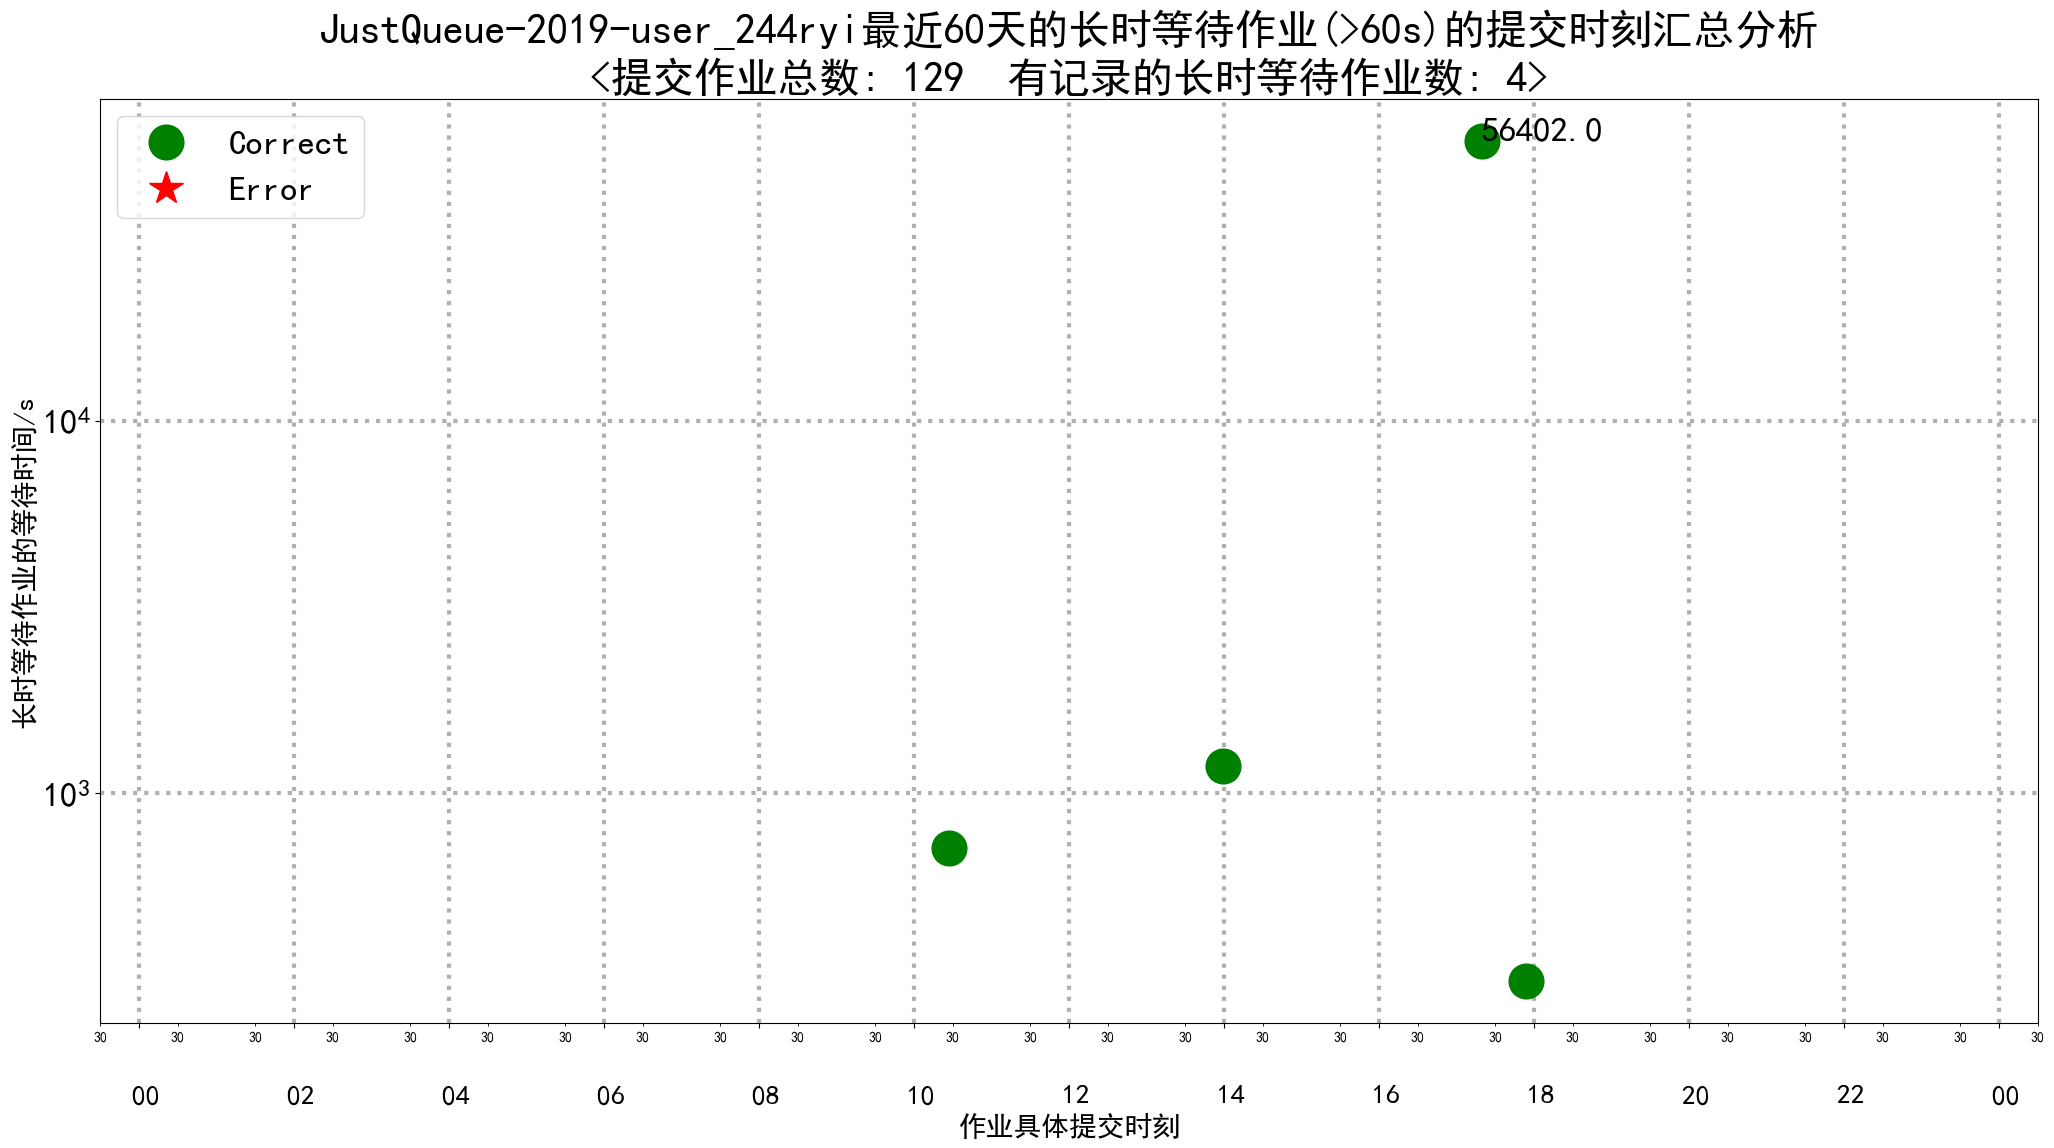 JustQueue-2019-user_244ryi最近60天的长时等待作业(>60s)的提交时刻汇总分析
<提交作业总数: 129  有记录的长时等待作业数: 4>
Correct
Error
56402.0
长时等待作业的等待时间/s
10⁴
10³
30 30 30 30 30 30 30 30 30 30 30 30 30 30 30 30 30 30 30 30 30 30 30 30 30 30
00 02 04 06 08 10 12 14 16 18 20 22 00
作业具体提交时刻